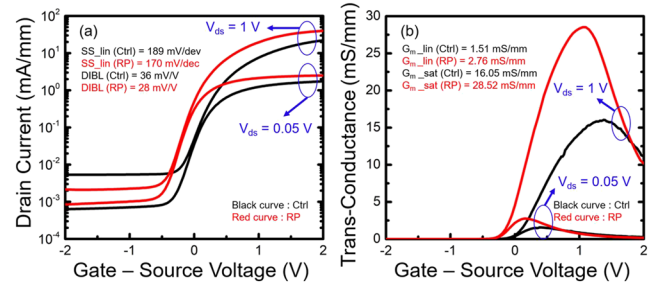 (a)
V_ds = 1 V
SS_lin (Ctrl) = 189 mV/dev
SS_lin (RP) = 170 mV/dec
DIBL (Ctrl) = 36 mV/V
DIBL (RP) = 28 mV/V
V_ds = 0.05 V
Black curve : Ctrl
Red curve : RP
Drain Current (mA/mm)
10^2
10^1
10^0
10^-1
10^-2
10^-3
10^-4
-2
-1
0
1
2
Gate – Source Voltage (V)
(b)
G_m_lin (Ctrl) = 1.51 mS/mm
G_m_lin (RP) = 2.76 mS/mm
G_m_sat (Ctrl) = 16.05 mS/mm
G_m_sat (RP) = 28.52 mS/mm
V_ds = 1 V
V_ds = 0.05 V
Black curve : Ctrl
Red curve : RP
Trans-Conductance (mS/mm)
30
25
20
15
10
5
0
-2
-1
0
1
2
Gate – Source Voltage (V)